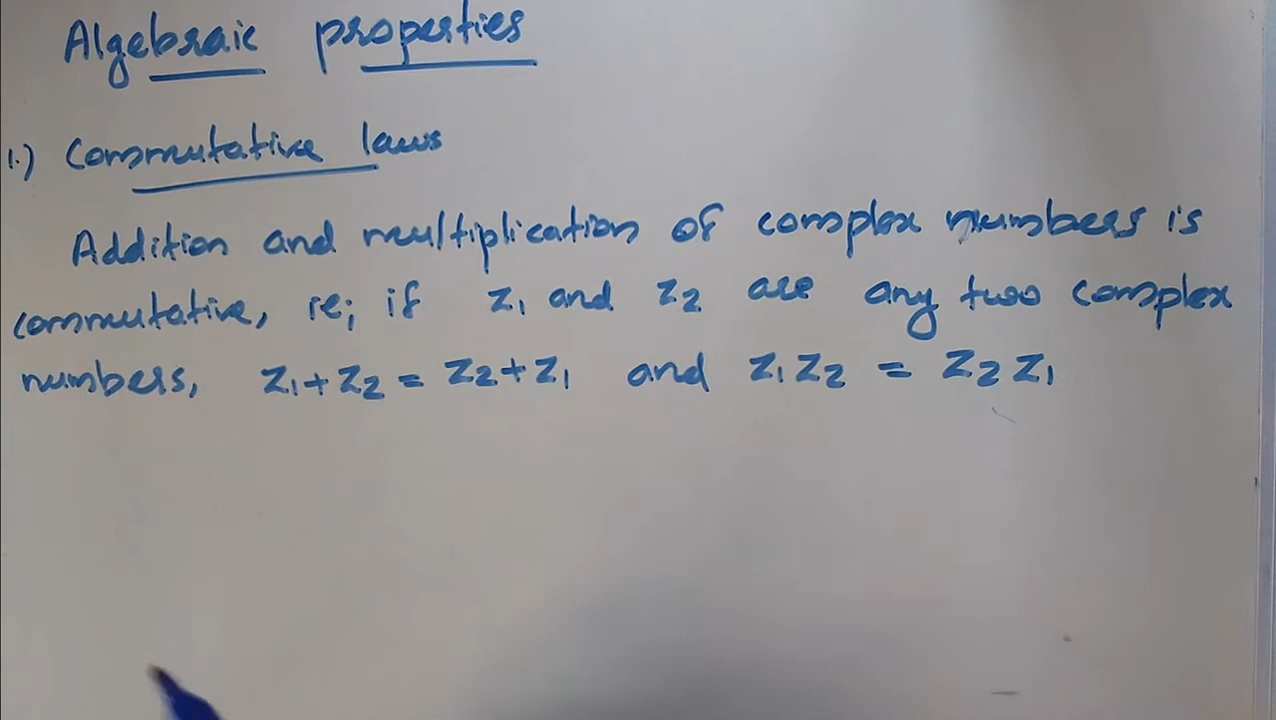 Algebraic properties
1.) Commutative laws
Addition and multiplication of complex numbers is
commutative, ie; if z₁ and z₂ are any two complex
numbers, z₁+z₂ = z₂+z₁ and z₁z₂ = z₂z₁